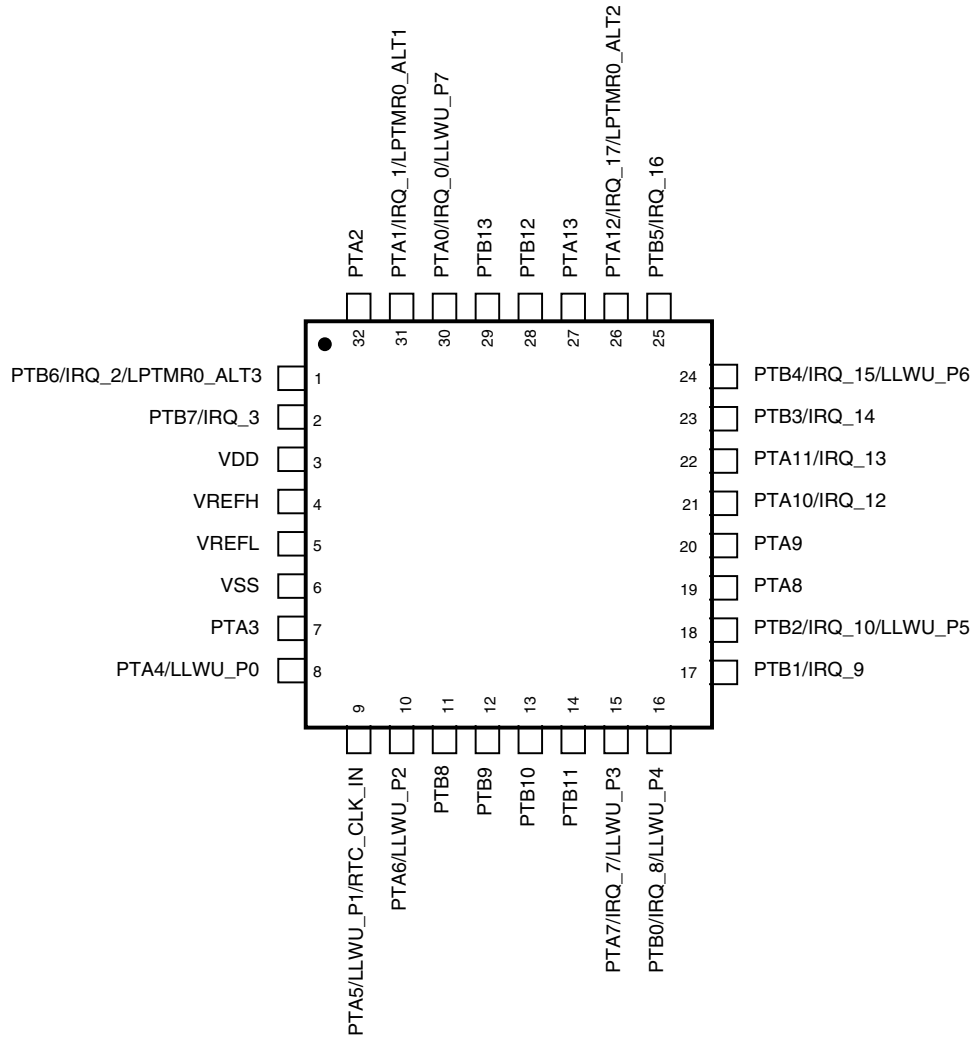 PTA2
PTA1/IRQ_1/LPTMR0_ALT1
PTA0/IRQ_0/LLWU_P7
PTB13
PTB12
PTA13
PTA12/IRQ_17/LPTMR0_ALT2
PTB5/IRQ_16
32
31
30
29
28
27
26
25
PTB6/IRQ_2/LPTMR0_ALT3
1
24
PTB4/IRQ_15/LLWU_P6
PTB7/IRQ_3
2
23
PTB3/IRQ_14
VDD
3
22
PTA11/IRQ_13
VREFH
4
21
PTA10/IRQ_12
VREFL
5
20
PTA9
VSS
6
19
PTA8
PTA3
7
18
PTB2/IRQ_10/LLWU_P5
PTA4/LLWU_P0
8
17
PTB1/IRQ_9
9
10
11
12
13
14
15
16
PTA5/LLWU_P1/RTC_CLK_IN
PTA6/LLWU_P2
PTB8
PTB9
PTB10
PTB11
PTA7/IRQ_7/LLWU_P3
PTB0/IRQ_8/LLWU_P4